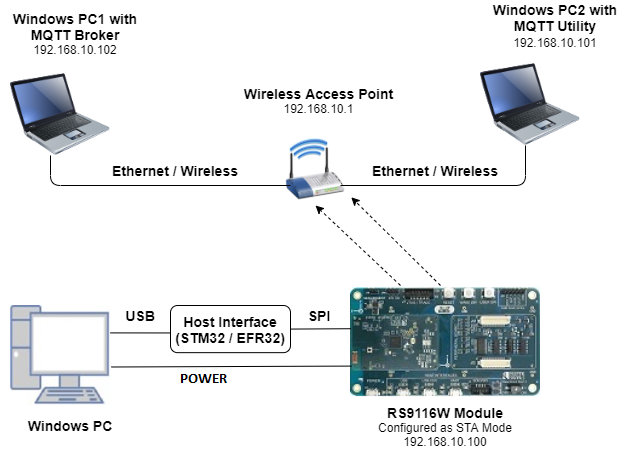 Windows PC1 with
MQTT Broker
192.168.10.102
Windows PC2 with
MQTT Utility
192.168.10.101
Wireless Access Point
192.168.10.1
Ethernet / Wireless
Ethernet / Wireless
USB
Host Interface
(STM32 / EFR32)
SPI
POWER
Windows PC
RS9116W Module
Configured as STA Mode
192.168.10.100